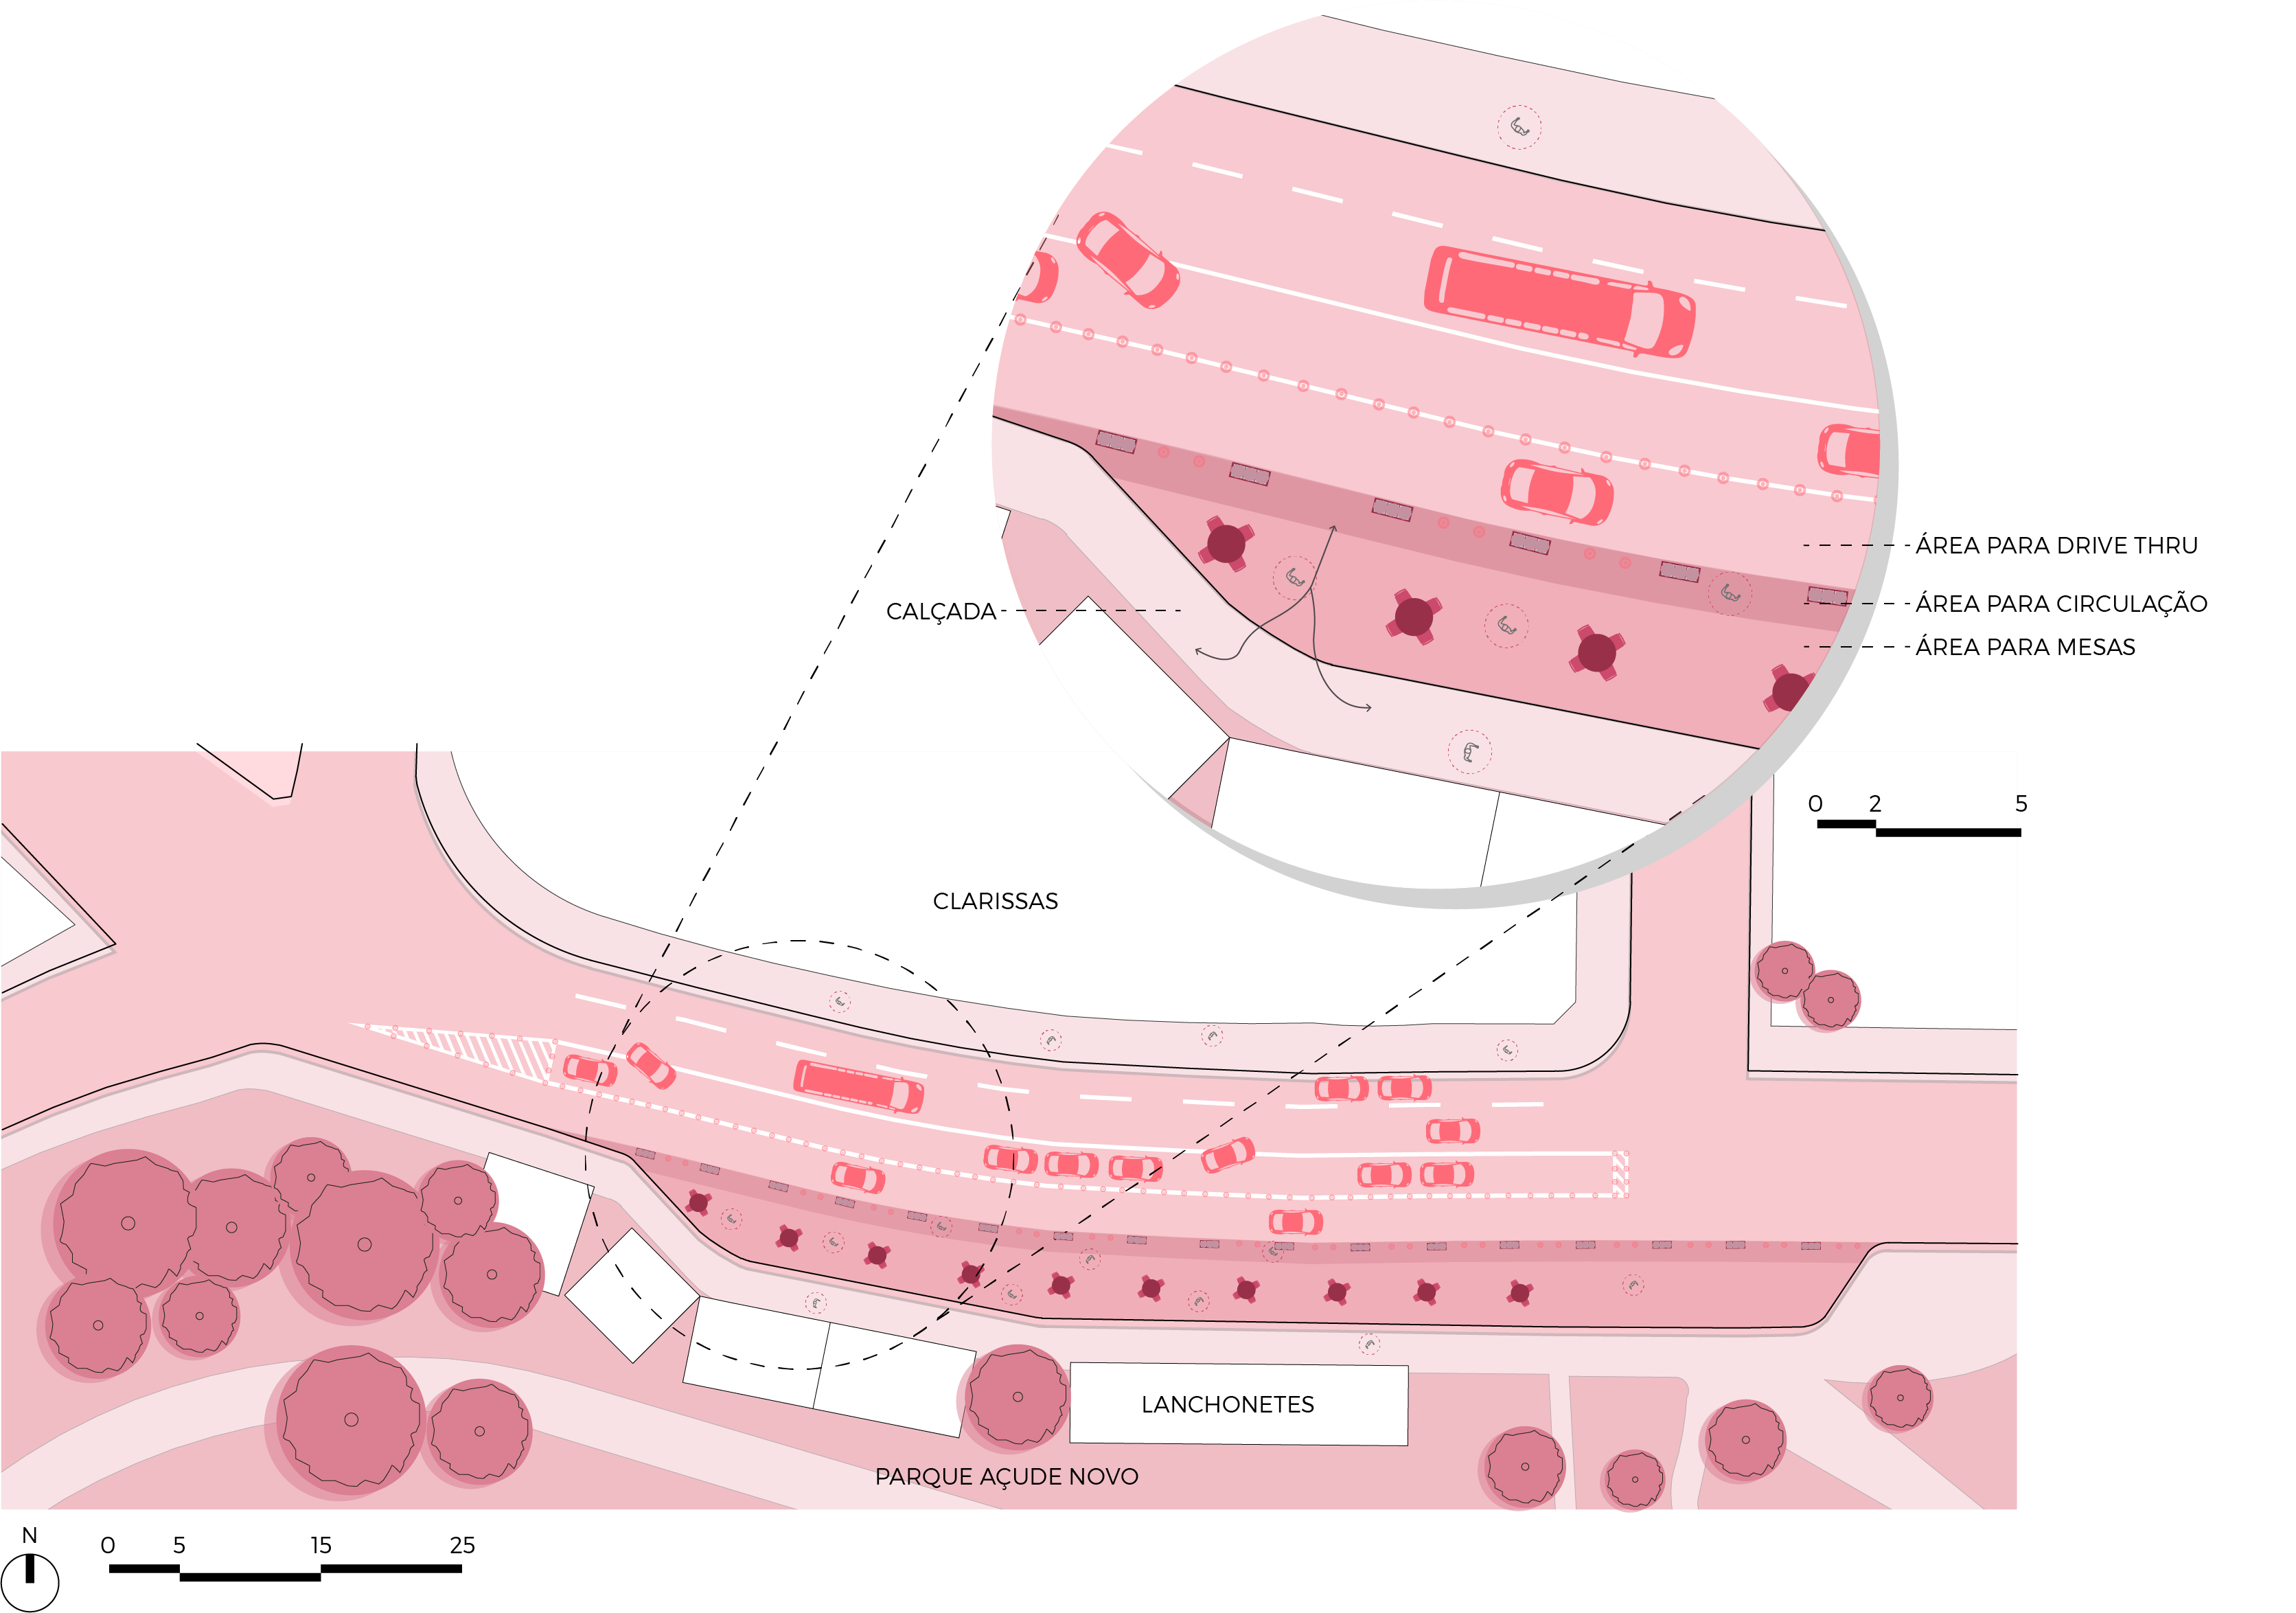 ÁREA PARA DRIVE THRU
ÁREA PARA CIRCULAÇÃO
CALÇADA
ÁREA PARA MESAS
0 2 5
CLARISSAS
LANCHONETES
PARQUE AÇUDE NOVO
N
0 5 15 25